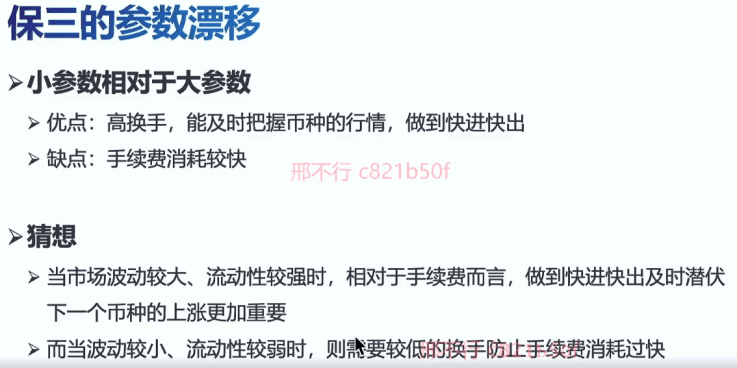 保三的参数漂移
➢小参数相对于大参数
➢ 优点：高换手，能及时把握币种的行情，做到快进快出
➢ 缺点：手续费消耗较快
邢不行 c821b50f
➢猜想
➢ 当市场波动较大、流动性较强时，相对于手续费而言，做到快进快出及时潜伏
下一个币种的上涨更加重要
➢ 而当波动较小、流动性较弱时，则需要较低的换手防止手续费消耗过快
邢不行 c821b50f